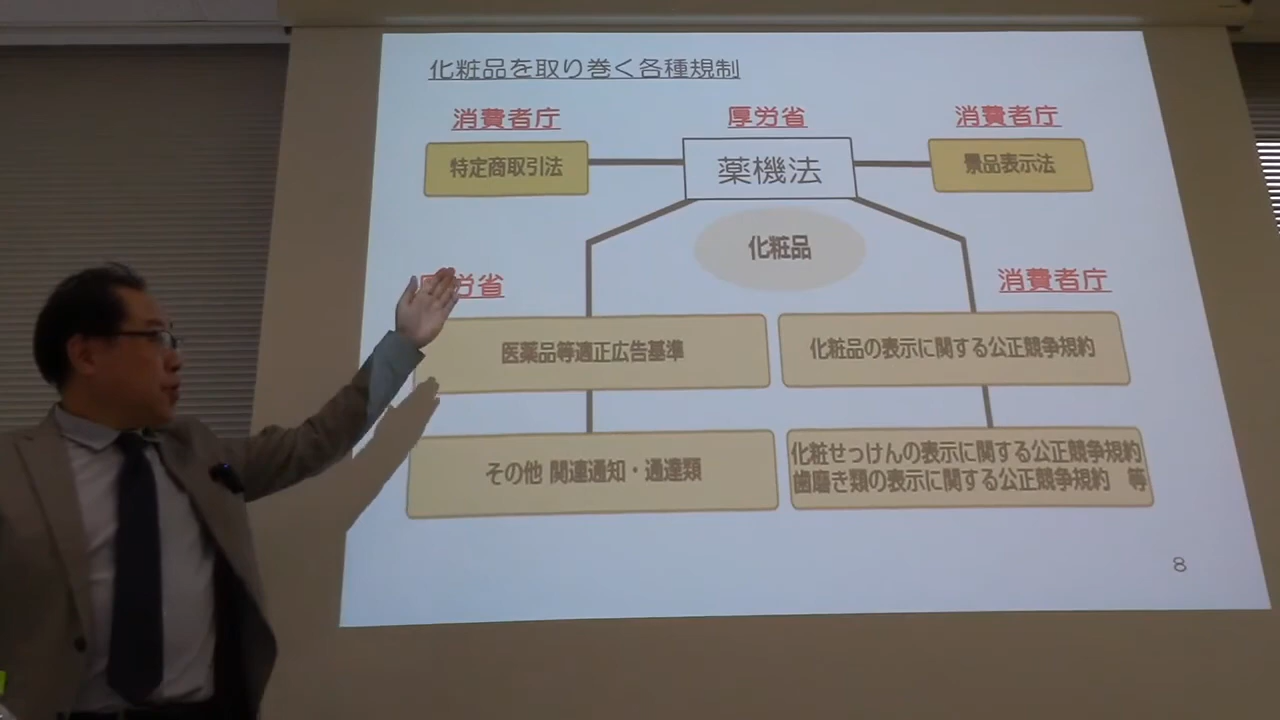 化粧品を取り巻く各種規制
消費者庁
厚労省
消費者庁
特定商取引法
薬機法
景品表示法
化粧品
厚労省
消費者庁
医薬品等適正広告基準
化粧品の表示に関する公正競争規約
その他 関連通知・通達類
化粧せっけんの表示に関する公正競争規約
歯磨き類の表示に関する公正競争規約 等
8